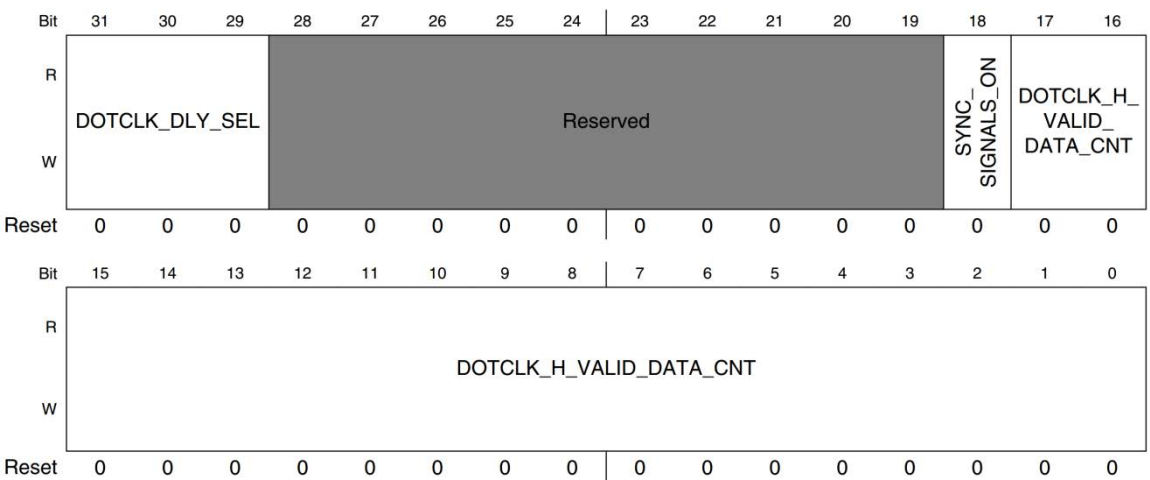 Bit 31 30 29 28 27 26 25 24 23 22 21 20 19 18 17 16
R
W
DOTCLK_DLY_SEL
Reserved
SYNC_
SIGNALS_ON
DOTCLK_H_
VALID_
DATA_CNT
Reset 0 0 0 0 0 0 0 0 0 0 0 0 0 0 0 0
Bit 15 14 13 12 11 10 9 8 7 6 5 4 3 2 1 0
R
W
DOTCLK_H_VALID_DATA_CNT
Reset 0 0 0 0 0 0 0 0 0 0 0 0 0 0 0 0